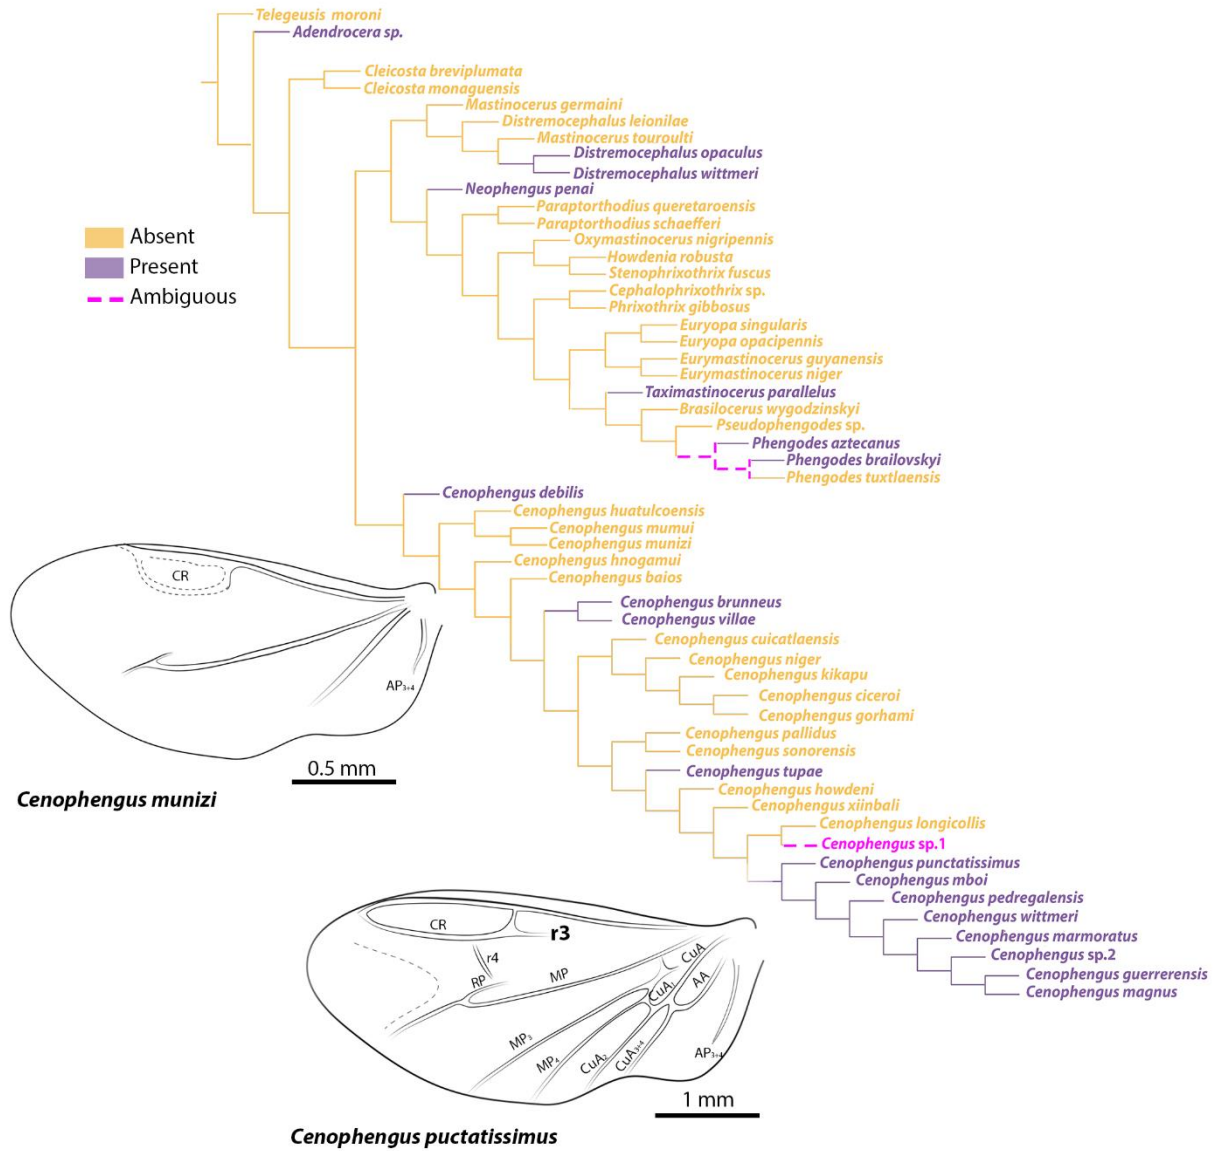 Telegeusis moroni
Adendrocera sp.
Cleicosta breviplumata
Cleicosta monaguensis
Mastinocerus germaini
Distremocephalus leionilae
Mastinocerus touroulti
Distremocephalus opaculus
Distremocephalus wittmeri
Neophengus penai
Paraptorthodius queretaroensis
Paraptorthodius schaefferi
Oxymastinocerus nigripennis
Howdenia robusta
Stenophrixothrix fuscus
Cephalophrixothrix sp.
Phrixothrix gibbosus
Euryopa singularis
Euryopa opacipennis
Eurymastinocerus guyanensis
Eurymastinocerus niger
Taximastinocerus parallelus
Brasilocerus wygodzinskyi
Pseudophengodes sp.
Phengodes aztecanus
Phengodes brailovskyi
Phengodes tuxtlaensis
Absent
Present
Ambiguous
Cenophengus debilis
Cenophengus huatulcoensis
Cenophengus mumui
Cenophengus munizi
Cenophengus hnogamui
Cenophengus baios
Cenophengus brunneus
Cenophengus villae
Cenophengus cuicatlaensis
Cenophengus niger
Cenophengus kikapu
Cenophengus ciceroi
Cenophengus gorhami
Cenophengus pallidus
Cenophengus sonorensis
Cenophengus tupae
Cenophengus howdeni
Cenophengus xiinbali
Cenophengus longicollis
Cenophengus sp.1
Cenophengus punctatissimus
Cenophengus mboi
Cenophengus pedregalensis
Cenophengus wittmeri
Cenophengus marmoratus
Cenophengus sp.2
Cenophengus guerrerensis
Cenophengus magnus
CR
AP3+4
0.5 mm
Cenophengus munizi
CR
r3
r4
RP
MP
CuA
CuA1
AA
MP3
MP4
CuA2
CuA3+4
AP3+4
1 mm
Cenophengus puctatissimus